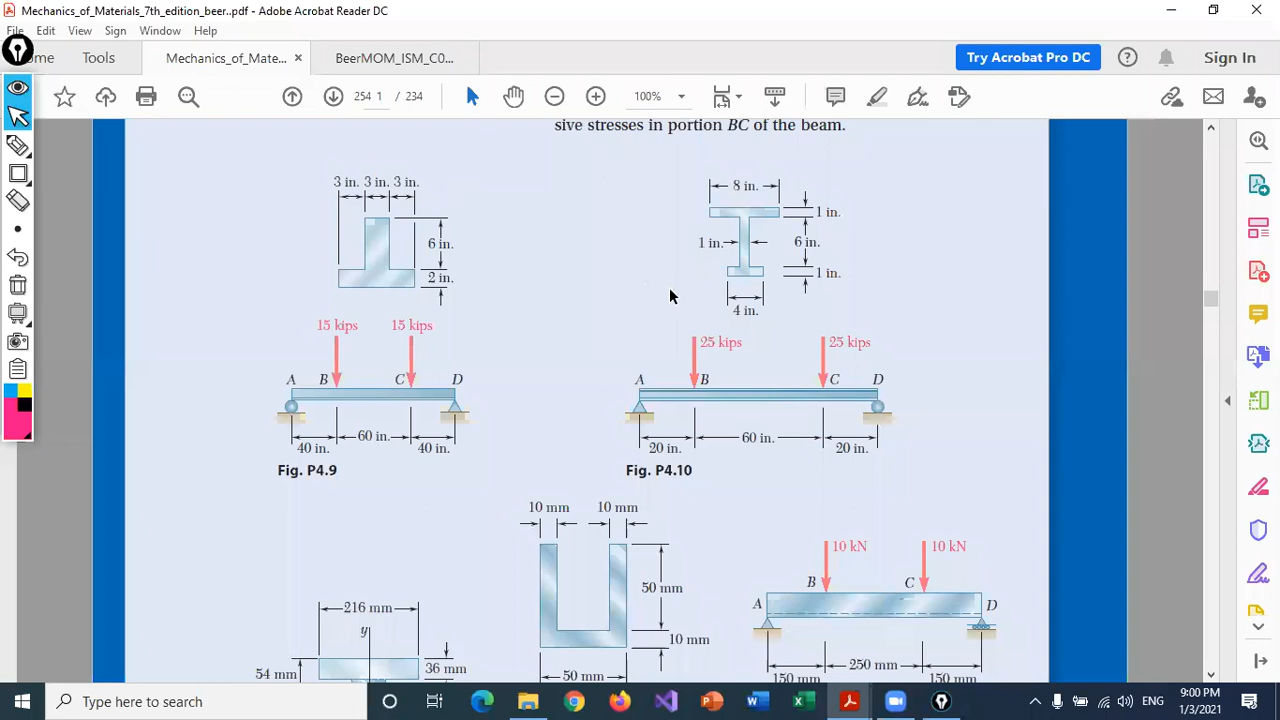 Mechanics_of_Materials_7th_edition_beer..pdf - Adobe Acrobat Reader DC
File Edit View Sign Window Help
ome Tools Mechanics_of_Mate... × BeerMOM_ISM_C0... Try Acrobat Pro DC Sign In
254 1 / 234 100%
sive stresses in portion BC of the beam.
3 in. 3 in. 3 in.
6 in.
2 in.
8 in.
1 in.
1 in.
6 in.
1 in.
4 in.
15 kips 15 kips
A B C D
40 in. 60 in. 40 in.
Fig. P4.9
25 kips 25 kips
A B C D
20 in. 60 in. 20 in.
Fig. P4.10
10 mm 10 mm
50 mm
10 mm
50 mm
10 kN 10 kN
B C
A D
250 mm
150 mm 150 mm
216 mm
y
54 mm 36 mm
Type here to search
ENG
9:00 PM
1/3/2021